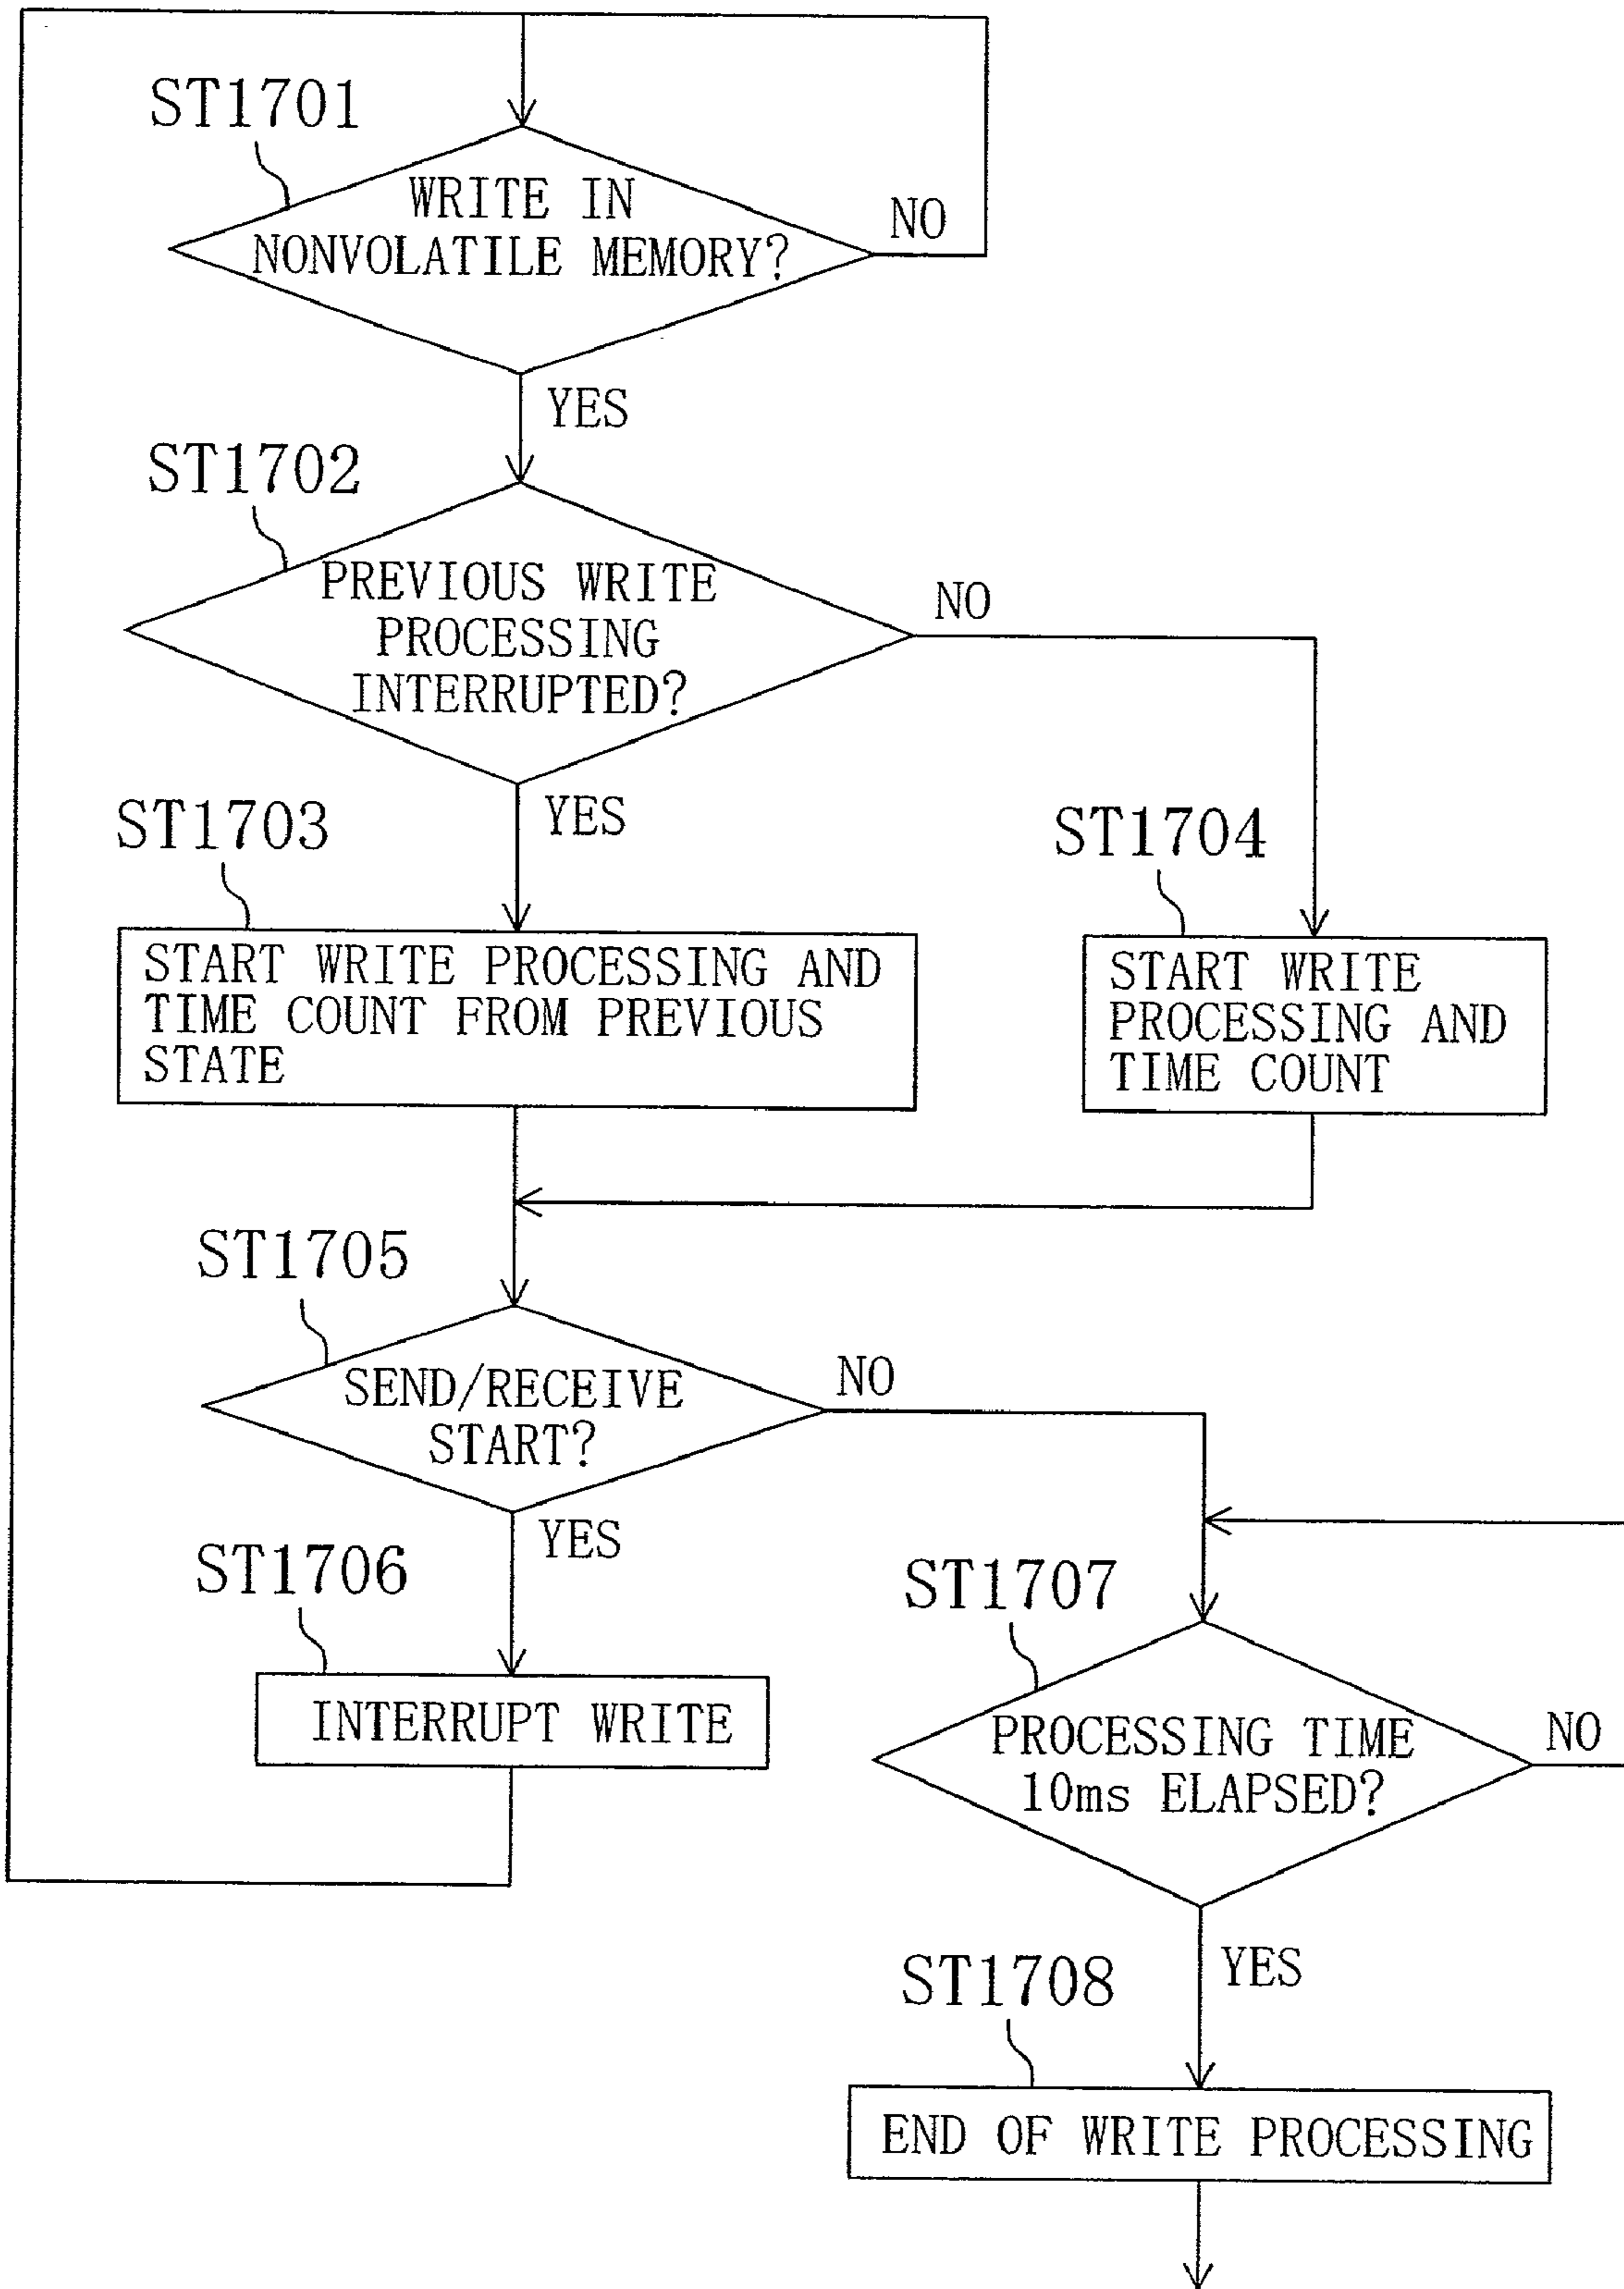 ST1701
WRITE IN
NONVOLATILE MEMORY?
NO
YES
ST1702
PREVIOUS WRITE
PROCESSING
INTERRUPTED?
NO
YES
ST1703
START WRITE PROCESSING AND
TIME COUNT FROM PREVIOUS
STATE
ST1704
START WRITE
PROCESSING AND
TIME COUNT
ST1705
SEND/RECEIVE
START?
NO
YES
ST1706
INTERRUPT WRITE
ST1707
PROCESSING TIME
10ms ELAPSED?
NO
YES
ST1708
END OF WRITE PROCESSING